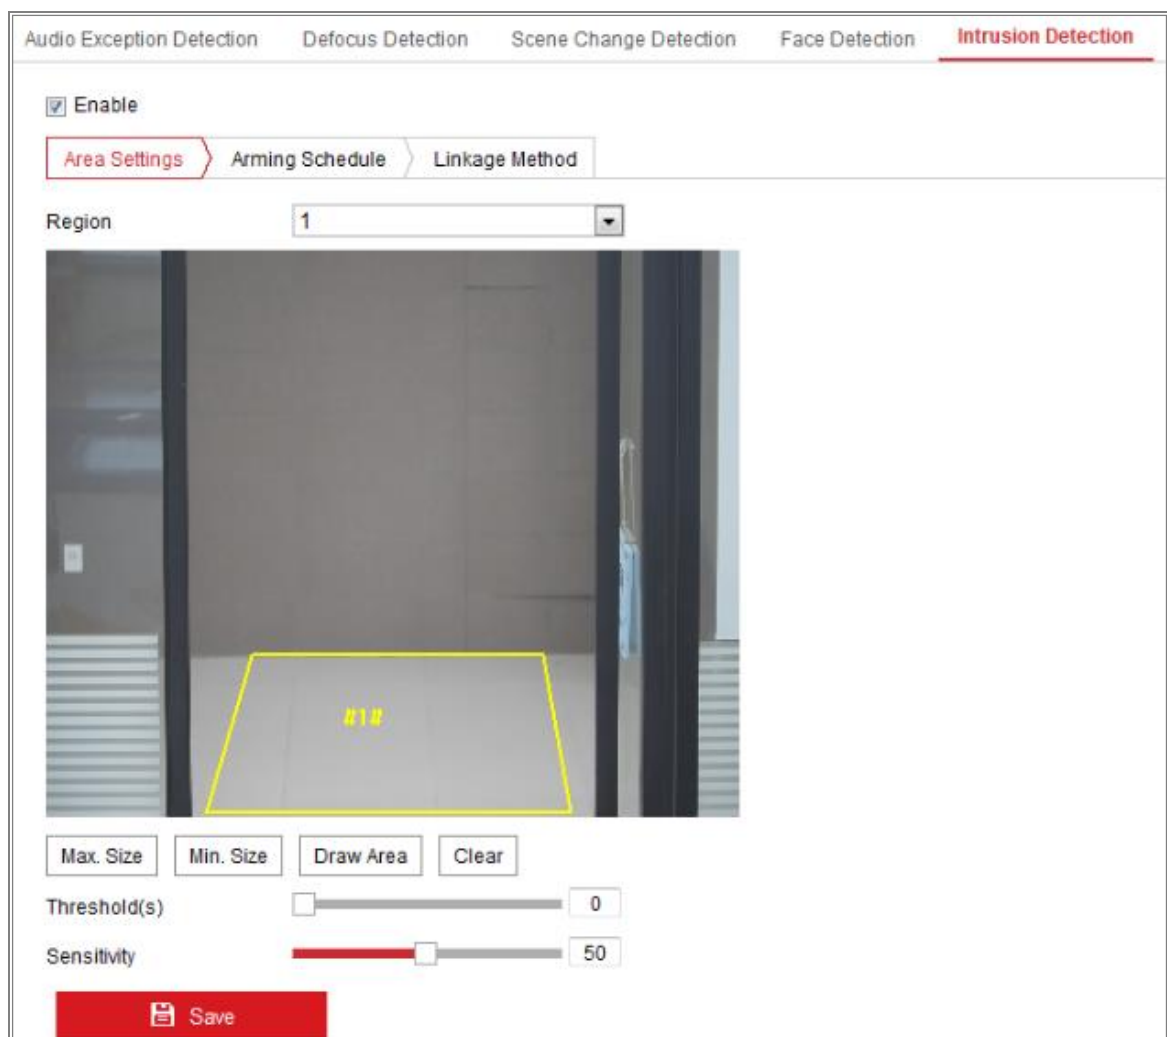 Audio Exception Detection Defocus Detection Scene Change Detection Face Detection Intrusion Detection
Enable
Area Settings Arming Schedule Linkage Method
Region 1
#1#
Max. Size Min. Size Draw Area Clear
Threshold(s) 0
Sensitivity 50
Save